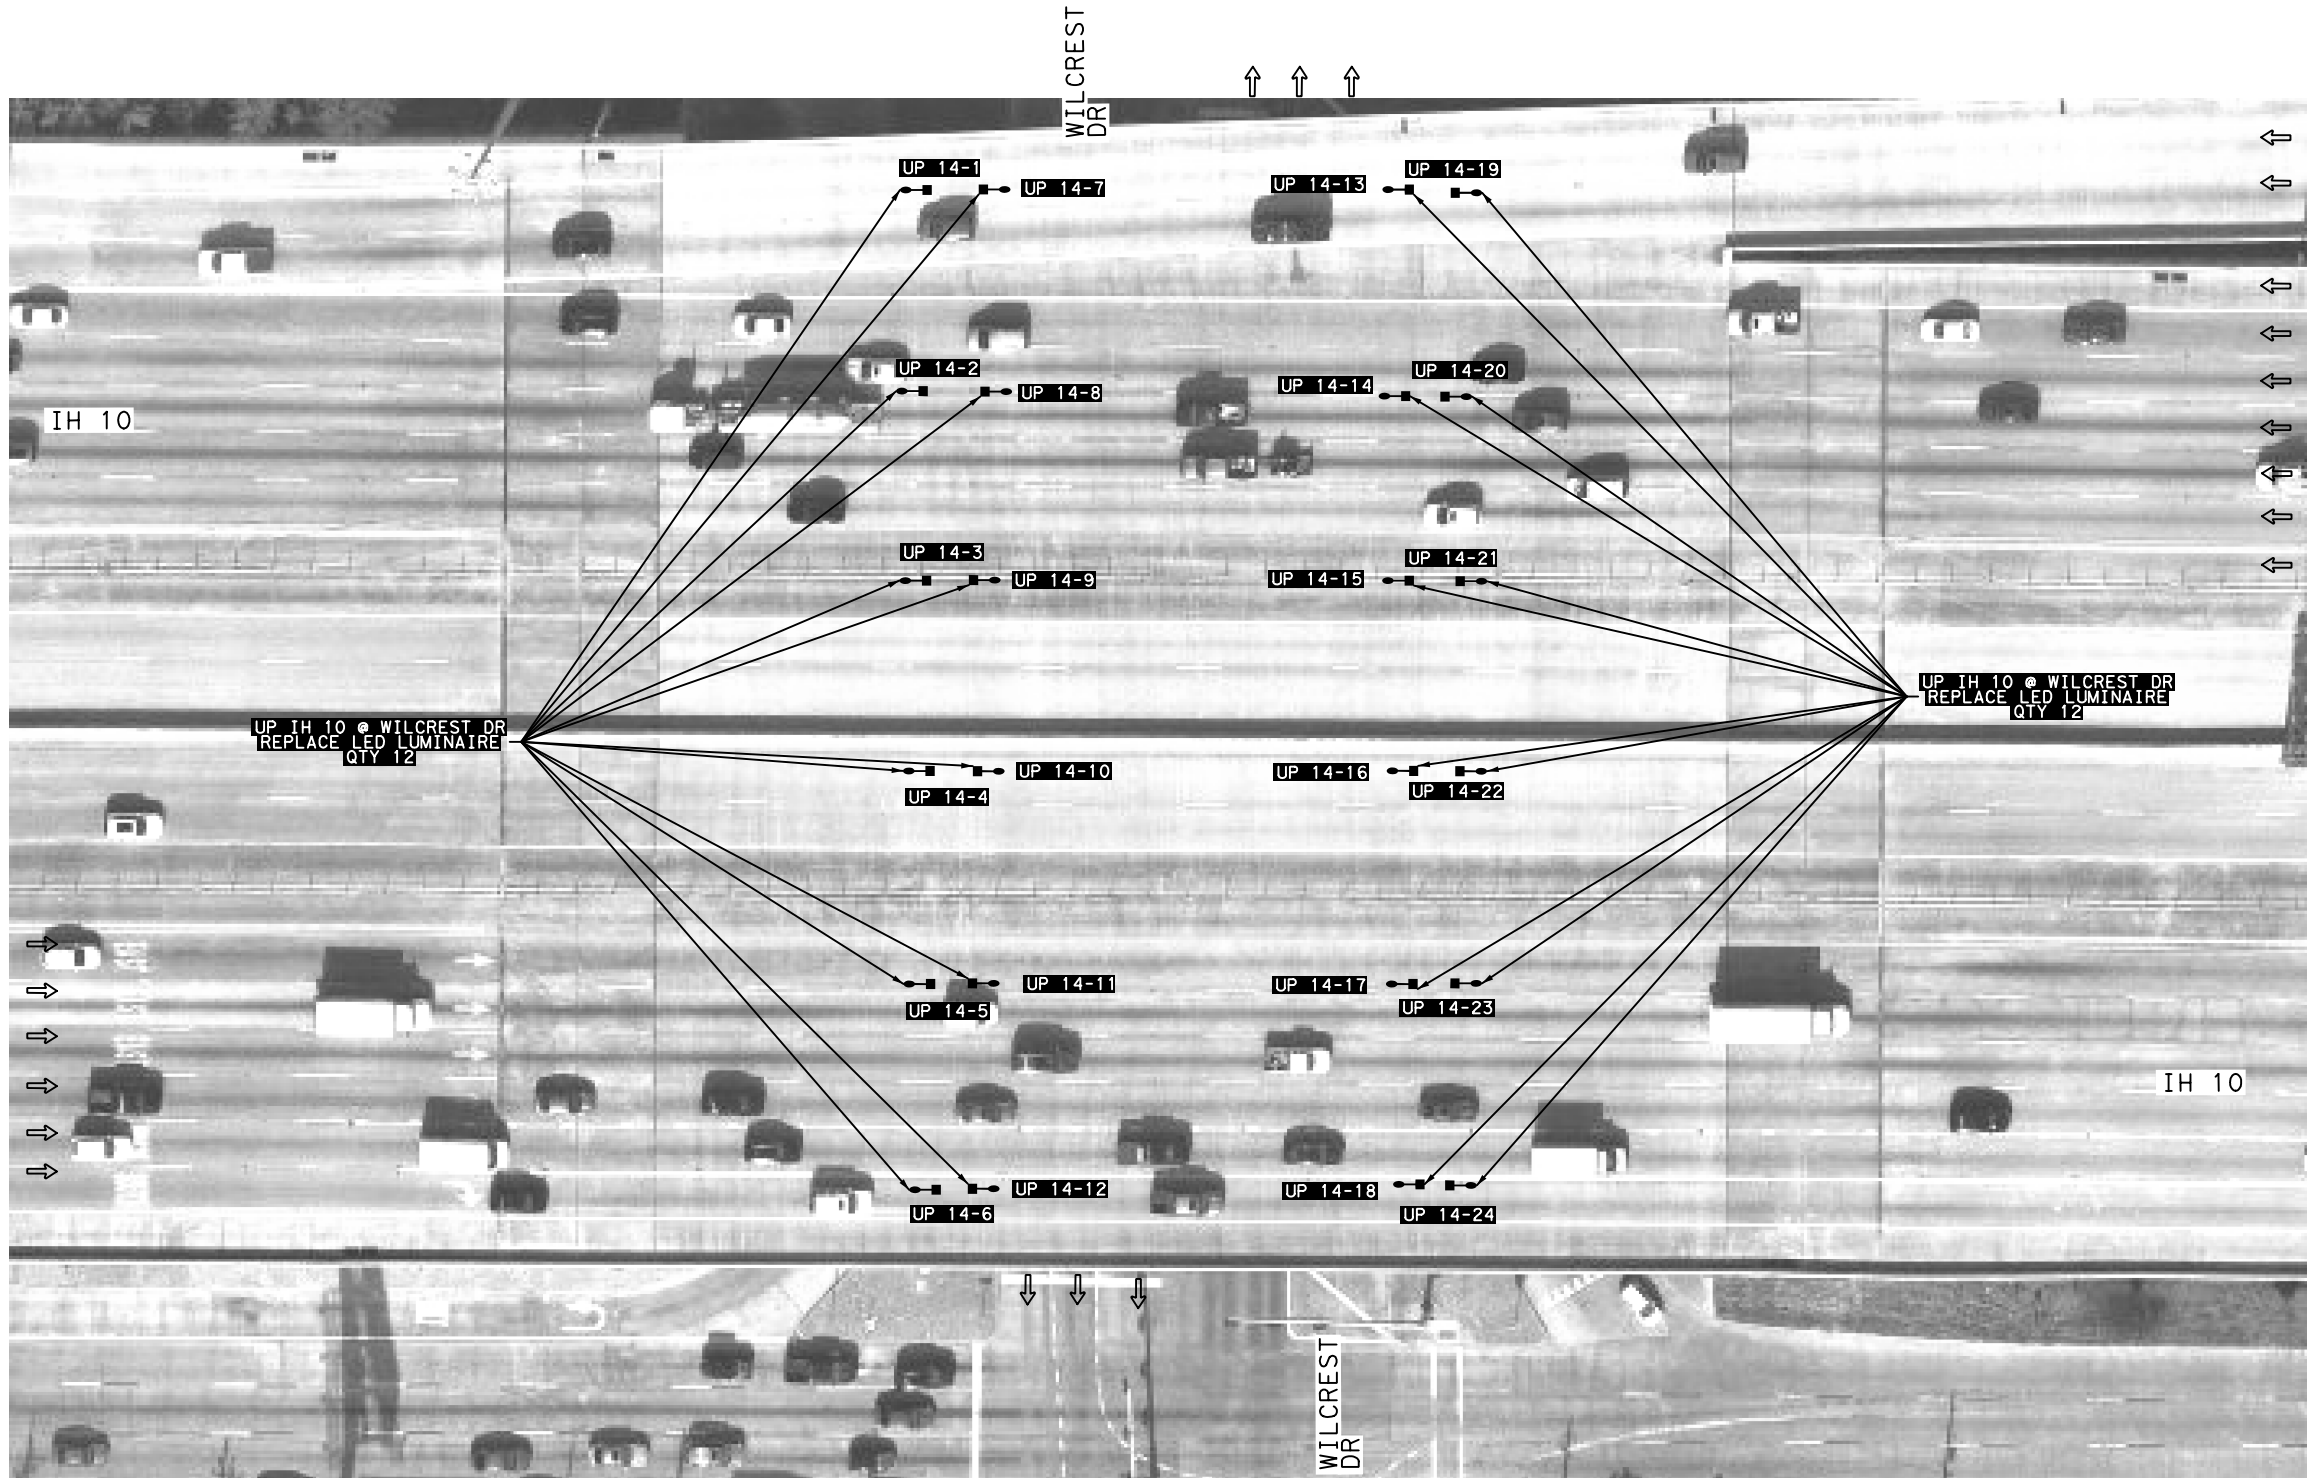 WILCREST
DR
UP 14-1
UP 14-7
UP 14-13
UP 14-19
UP 14-2
UP 14-8
UP 14-14
UP 14-20
IH 10
UP 14-3
UP 14-9
UP 14-15
UP 14-21
UP IH 10 @ WILCREST DR
REPLACE LED LUMINAIRE
QTY 12
UP IH 10 @ WILCREST DR
REPLACE LED LUMINAIRE
QTY 12
UP 14-10
UP 14-4
UP 14-16
UP 14-22
UP 14-11
UP 14-5
UP 14-17
UP 14-23
IH 10
UP 14-12
UP 14-6
UP 14-18
UP 14-24
WILCREST
DR